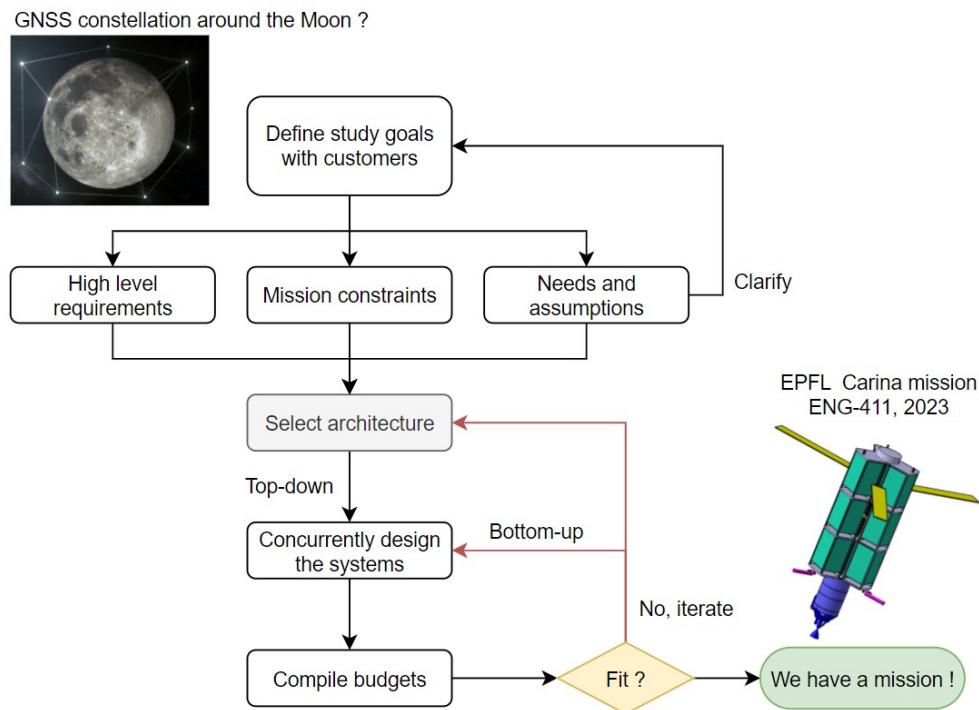 GNSS constellation around the Moon ?
Define study goals
with customers
High level
requirements
Mission constraints
Needs and
assumptions
Clarify
EPFL Carina mission
ENG-411, 2023
Select architecture
Top-down
Bottom-up
Concurrently design
the systems
No, iterate
Compile budgets
Fit ?
We have a mission !